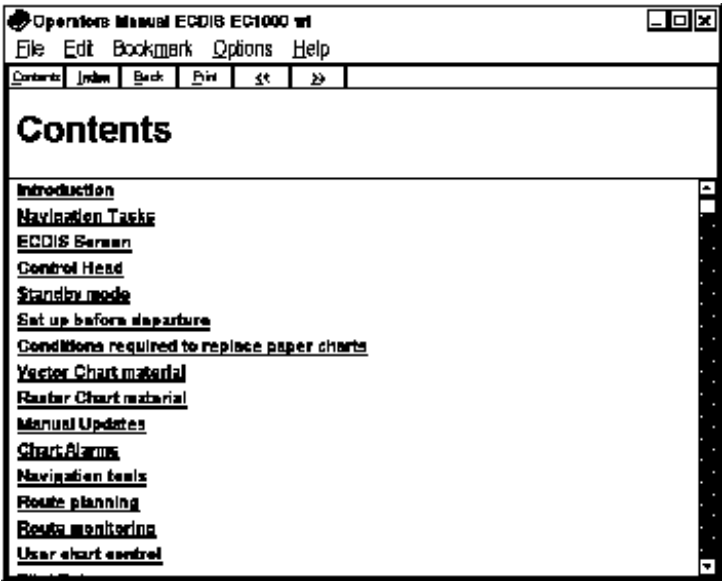 Operators Manual ECDIS EC1000 wl
File Edit Bookmark Options Help
Contents Index Back Print << >>
Contents
Introduction
Navigation Tasks
ECDIS Screen
Control Head
Standby mode
Set up before departure
Conditions required to replace paper charts
Vector Chart material
Raster Chart material
Manual Updates
Chart Alarms
Navigation tools
Route planning
Route monitoring
User chart control